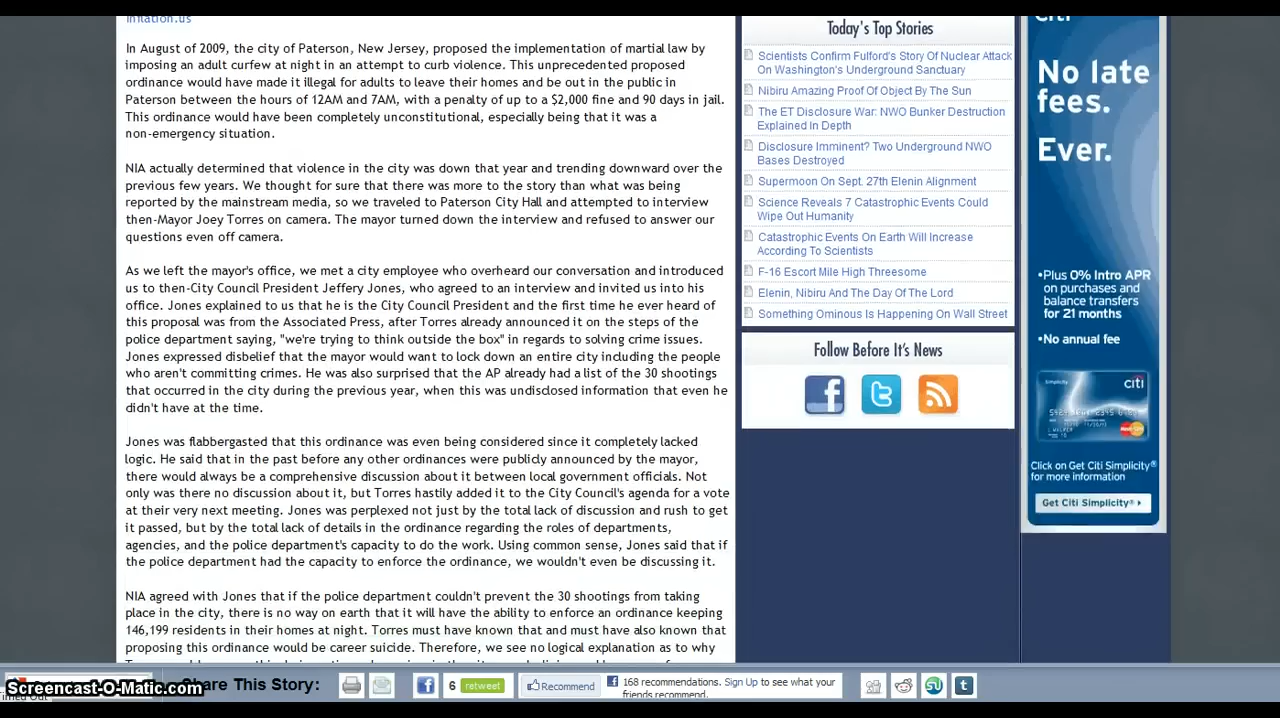 inflation.us
In August of 2009, the city of Paterson, New Jersey, proposed the implementation of martial law by
imposing an adult curfew at night in an attempt to curb violence. This unprecedented proposed
ordinance would have made it illegal for adults to leave their homes and be out in the public in
Paterson between the hours of 12AM and 7AM, with a penalty of up to a $2,000 fine and 90 days in jail.
This ordinance would have been completely unconstitutional, especially being that it was a
non-emergency situation.
NIA actually determined that violence in the city was down that year and trending downward over the
previous few years. We thought for sure that there was more to the story than what was being
reported by the mainstream media, so we traveled to Paterson City Hall and attempted to interview
then-Mayor Joey Torres on camera. The mayor turned down the interview and refused to answer our
questions even off camera.
As we left the mayor's office, we met a city employee who overheard our conversation and introduced
us to then-City Council President Jeffery Jones, who agreed to an interview and invited us into his
office. Jones explained to us that he is the City Council President and the first time he ever heard of
this proposal was from the Associated Press, after Torres already announced it on the steps of the
police department saying, "we're trying to think outside the box" in regards to solving crime issues.
Jones expressed disbelief that the mayor would want to lock down an entire city including the people
who aren't committing crimes. He was also surprised that the AP already had a list of the 30 shootings
that occurred in the city during the previous year, when this was undisclosed information that even he
didn't have at the time.
Jones was flabbergasted that this ordinance was even being considered since it completely lacked
logic. He said that in the past before any other ordinances were publicly announced by the mayor,
there would always be a comprehensive discussion about it between local government officials. Not
only was there no discussion about it, but Torres hastily added it to the City Council's agenda for a vote
at their very next meeting. Jones was perplexed not just by the total lack of discussion and rush to get
it passed, but by the total lack of details in the ordinance regarding the roles of departments,
agencies, and the police department's capacity to do the work. Using common sense, Jones said that if
the police department had the capacity to enforce the ordinance, we wouldn't even be discussing it.
NIA agreed with Jones that if the police department couldn't prevent the 30 shootings from taking
place in the city, there is no way on earth that it will have the ability to enforce an ordinance keeping
146,199 residents in their homes at night. Torres must have known that and must have also known that
proposing this ordinance would be career suicide. Therefore, we see no logical explanation as to why
Today's Top Stories
Scientists Confirm Fulford's Story Of Nuclear Attack
On Washington's Underground Sanctuary
Nibiru Amazing Proof Of Object By The Sun
The ET Disclosure War: NWO Bunker Destruction
Explained In Depth
Disclosure Imminent? Two Underground NWO
Bases Destroyed
Supermoon On Sept. 27th Elenin Alignment
Science Reveals 7 Catastrophic Events Could
Wipe Out Humanity
Catastrophic Events On Earth Will Increase
According To Scientists
F-16 Escort Mile High Threesome
Elenin, Nibiru And The Day Of The Lord
Something Ominous Is Happening On Wall Street
Follow Before It's News
citi
No late
fees.
Ever.
•Plus 0% Intro APR
on purchases and
balance transfers
for 21 months
•No annual fee
Simplicity
citi
MasterCard
Click on Get Citi Simplicity®
for more information
Get Citi Simplicity®
Share This Story:
6 retweet
Recommend
168 recommendations. Sign Up to see what your
friends recommend.
Screencast-O-Matic.com